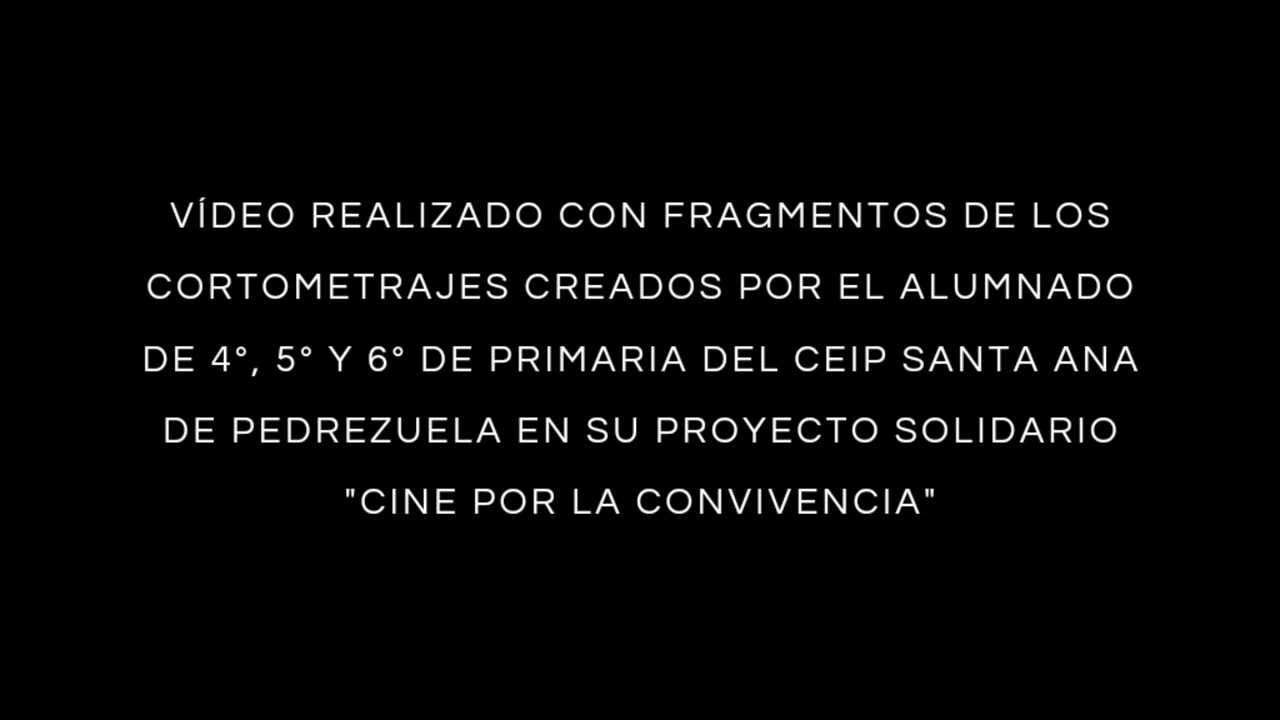 VÍDEO REALIZADO CON FRAGMENTOS DE LOS
CORTOMETRAJES CREADOS POR EL ALUMNADO
DE 4°, 5° Y 6° DE PRIMARIA DEL CEIP SANTA ANA
DE PEDREZUELA EN SU PROYECTO SOLIDARIO
"CINE POR LA CONVIVENCIA"